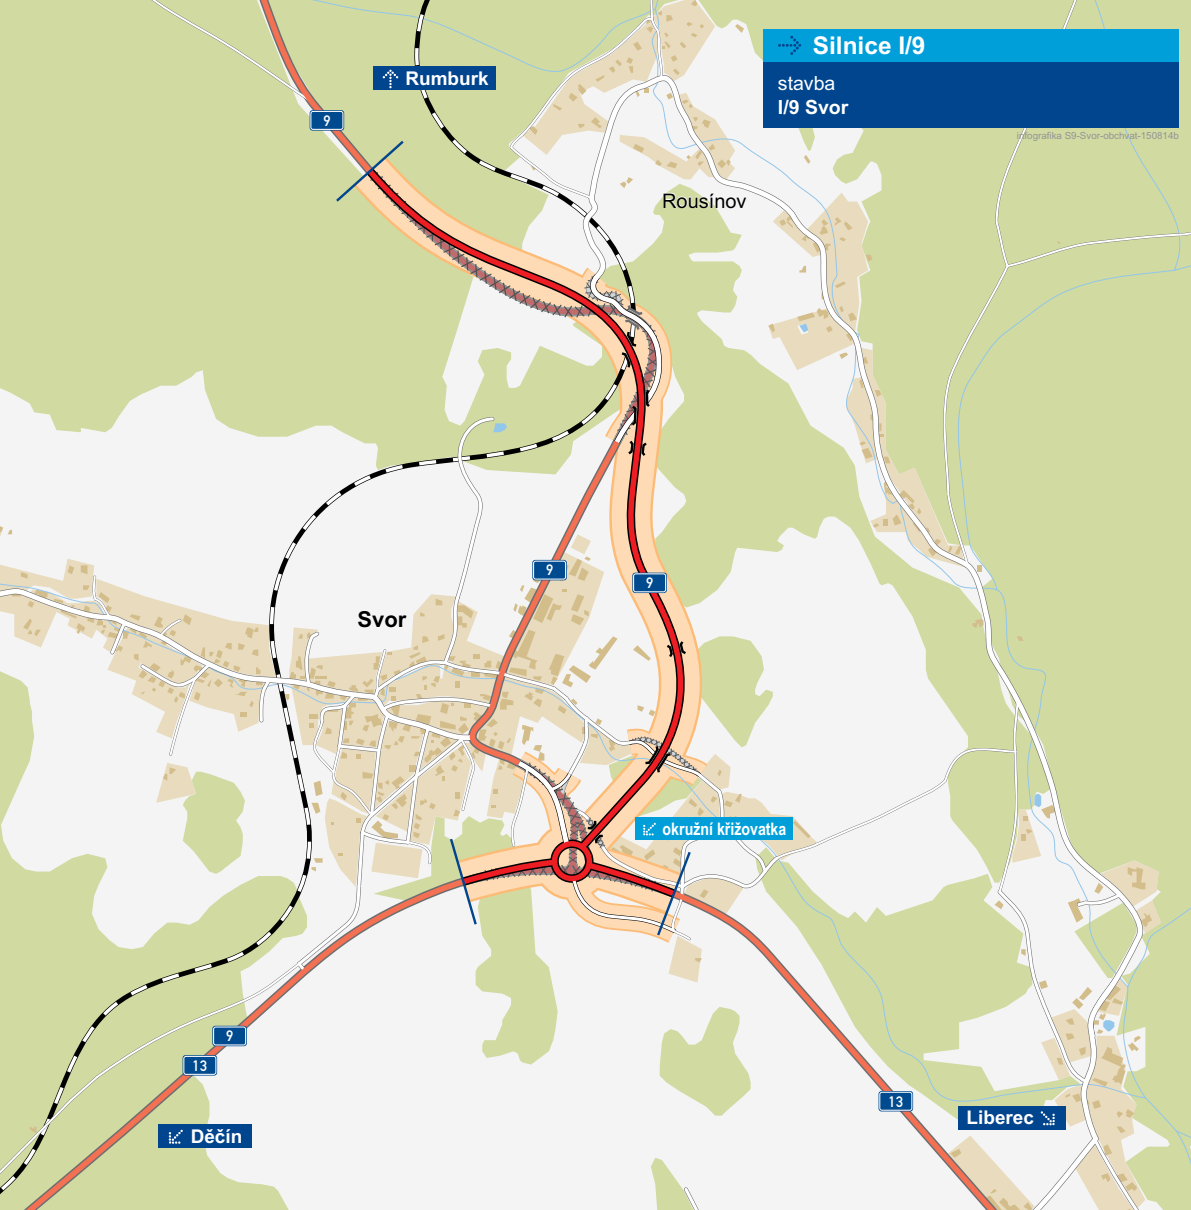 Silnice I/9
stavba
I/9 Svor
infografika S9-Svor-obchvat-150814b
Rumburk
9
Rousínov
9
9
Svor
okružní křižovatka
9
13
13
Liberec
Děčín